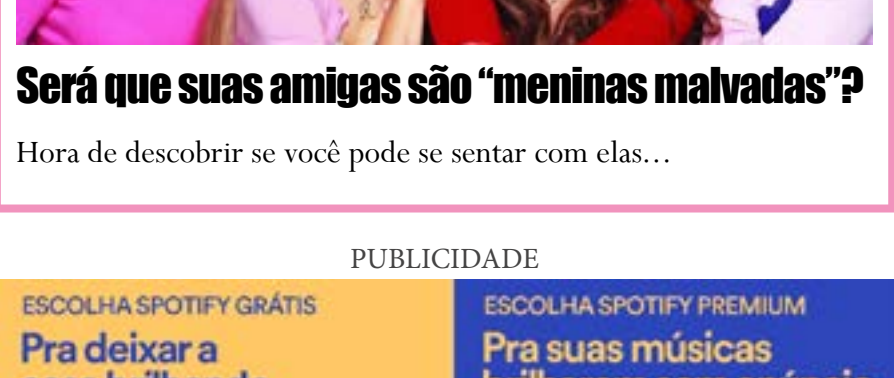 Será que suas amigas são “meninas malvadas”?
Hora de descobrir se você pode se sentar com elas…
PUBLICIDADE
ESCOLHA SPOTIFY GRÁTIS
Pra deixar a
ESCOLHA SPOTIFY PREMIUM
Pra suas músicas